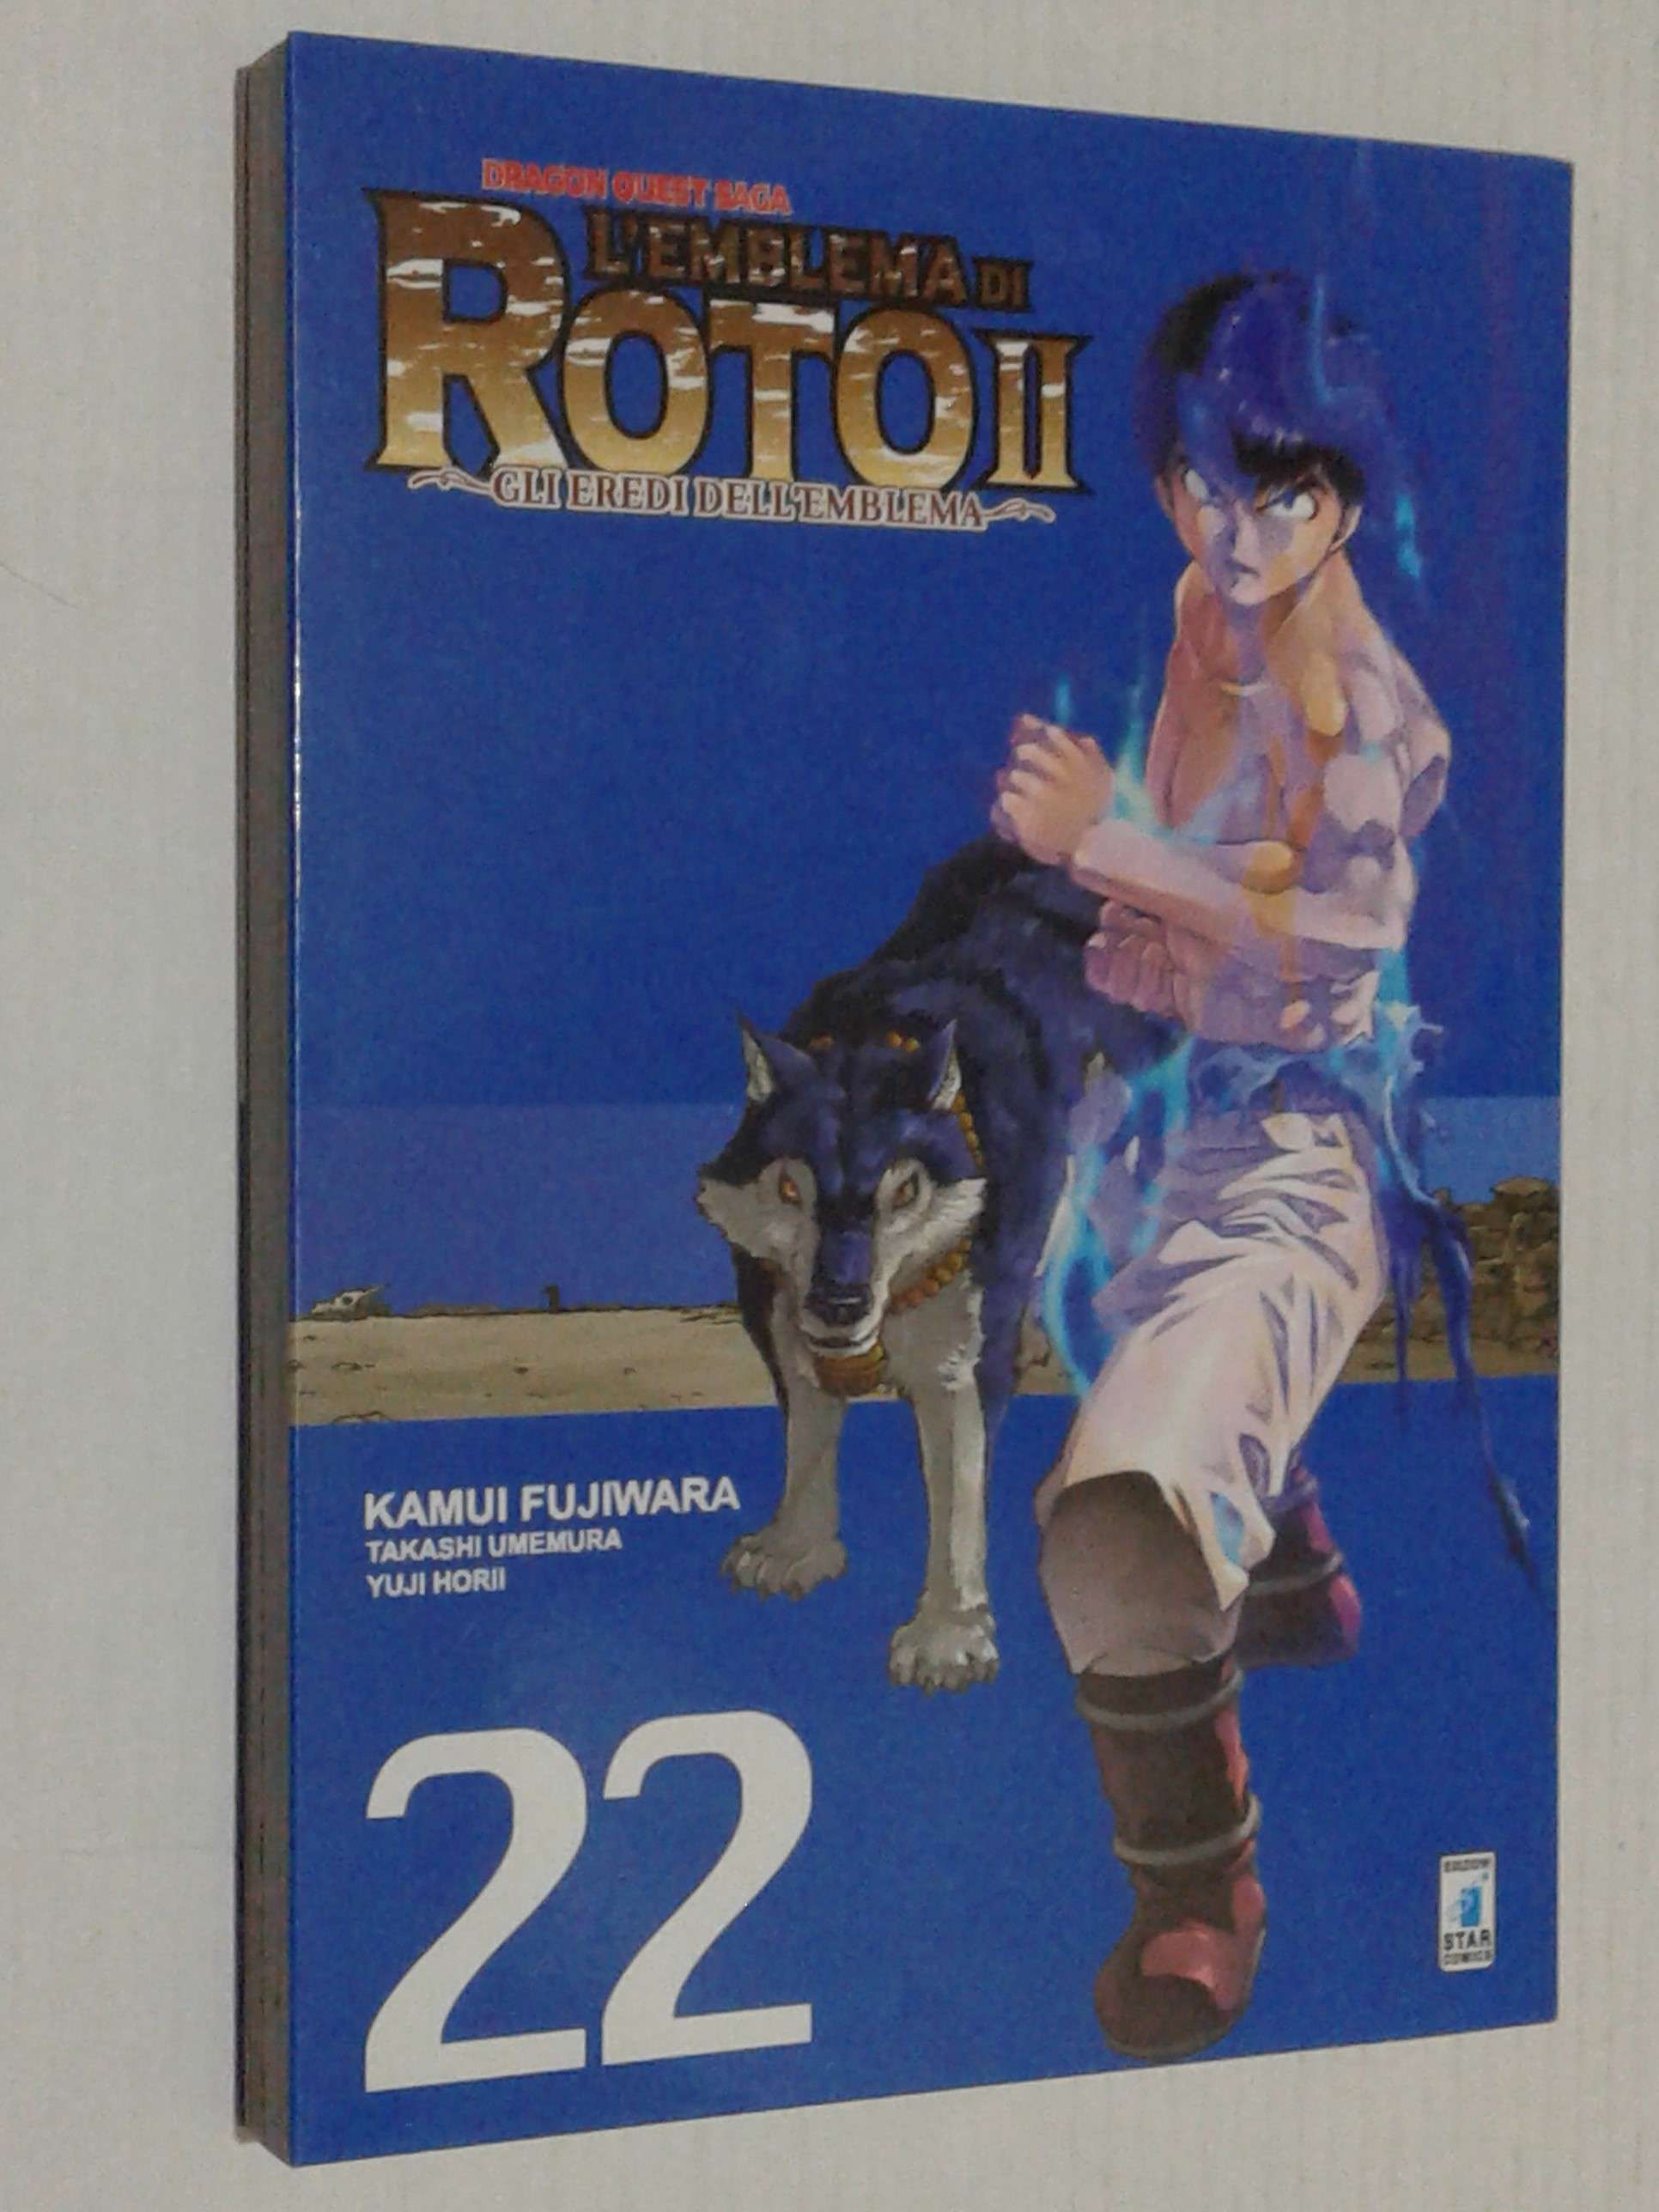 DRAGON QUEST SAGA
L'EMBLEMA DI
ROTO II
GLI EREDI DELL'EMBLEMA
KAMUI FUJIWARA
TAKASHI UMEMURA
YUJI HORII
22
EDIZIONI
STAR
COMICS